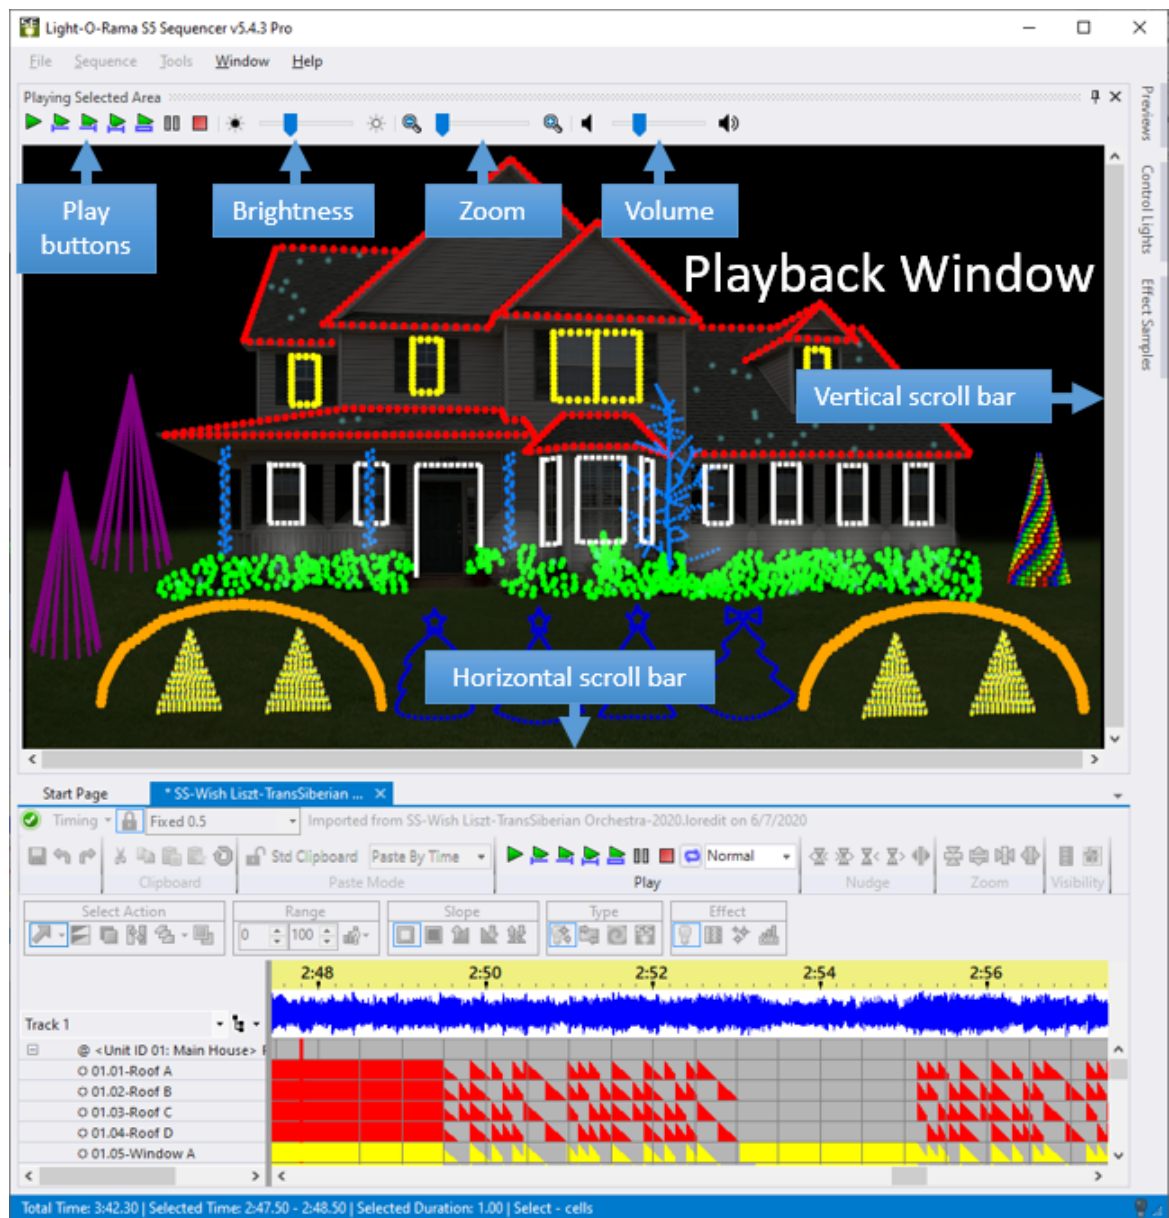 Light-O-Rama S5 Sequencer v5.4.3 Pro
File Sequence Tools Window Help
Playing Selected Area
Previews
Control Lights
Effect Samples
Play buttons
Brightness
Zoom
Volume
Playback Window
Vertical scroll bar
Horizontal scroll bar
Start Page
* SS-Wish Liszt-TransSiberian ...
Timing
Fixed 0.5
Imported from SS-Wish Liszt-TransSiberian Orchestra-2020.loredit on 6/7/2020
Std Clipboard
Paste By Time
Normal
Clipboard
Paste Mode
Play
Nudge
Zoom
Visibility
Select Action
Range
Slope
Type
Effect
0
100
2:48 2:50 2:52 2:54 2:56
Track 1
@ <Unit ID 01: Main House>
01.01-Roof A
01.02-Roof B
01.03-Roof C
01.04-Roof D
01.05-Window A
Total Time: 3:42.30 | Selected Time: 2:47.50 - 2:48.50 | Selected Duration: 1.00 | Select - cells